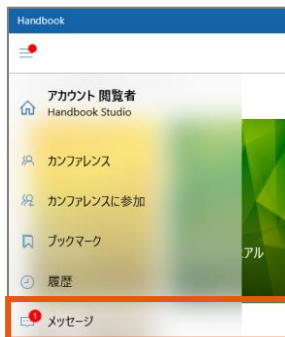 Handbook
アカウント 閲覧者
Handbook Studio
カンファレンス
カンファレンスに参加
ブックマーク
アル
履歴
1
メッセージ